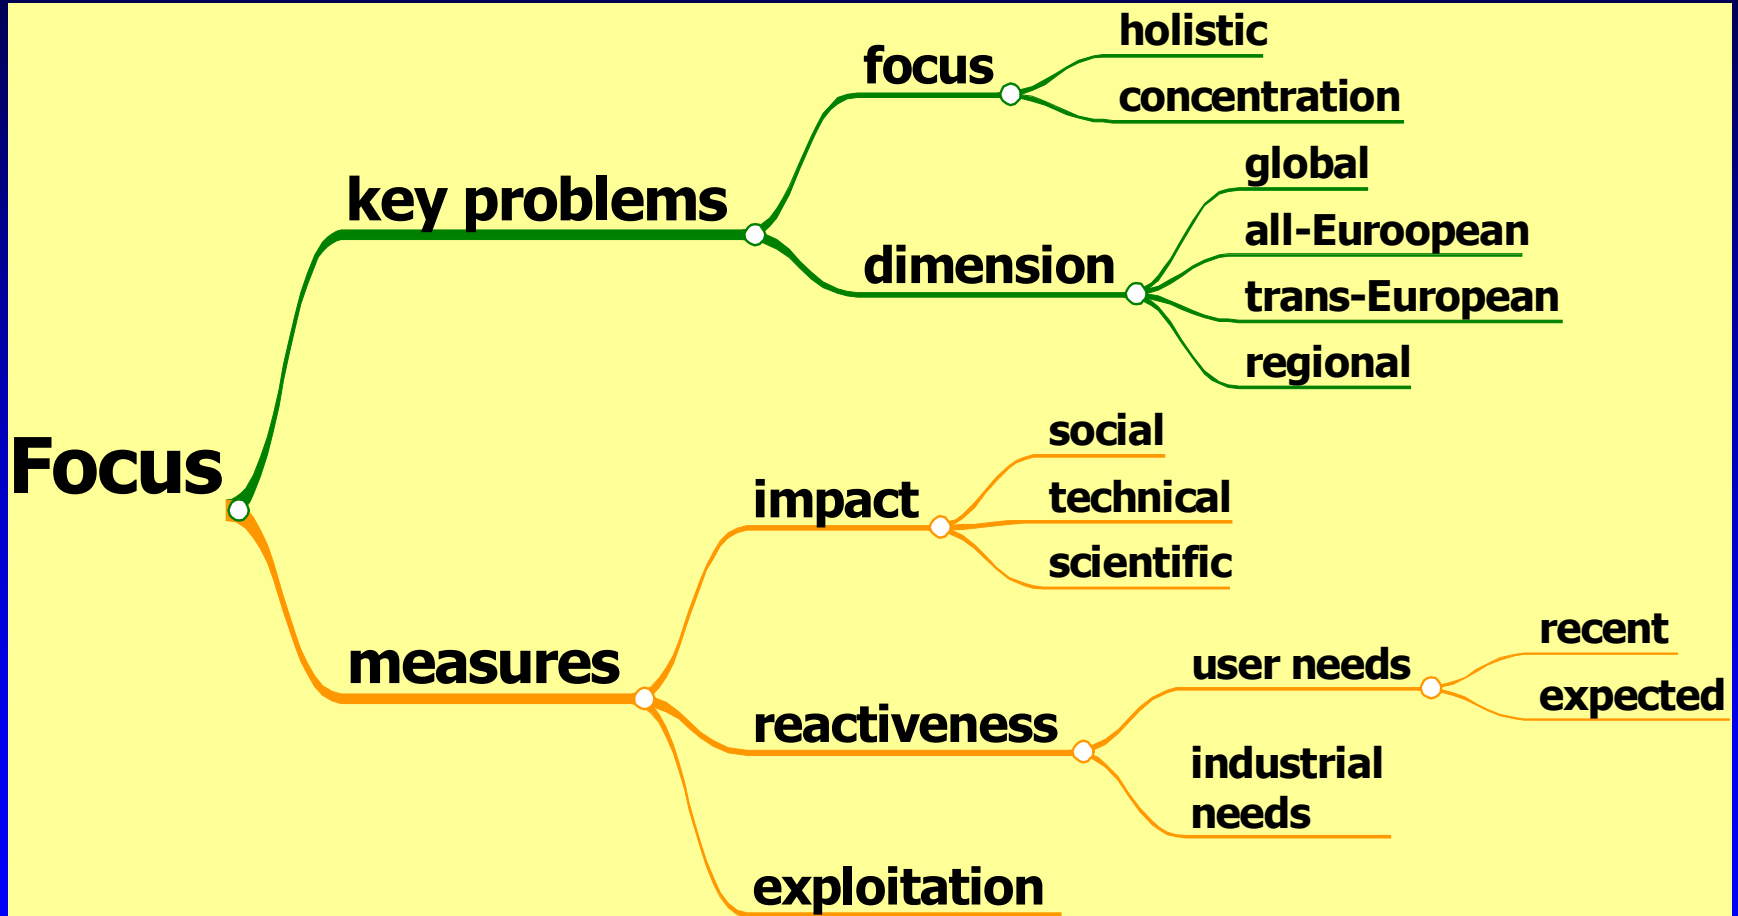 Focus
key problems
focus
holistic
concentration
dimension
global
all-Euroopean
trans-European
regional
measures
impact
social
technical
scientific
reactiveness
user needs
recent
expected
industrial
needs
exploitation